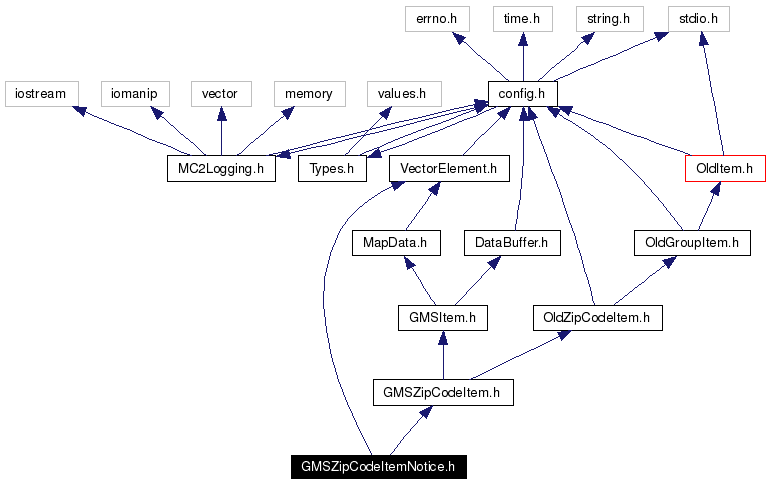 errno.h
time.h
string.h
stdio.h
iostream
iomanip
vector
memory
values.h
config.h
MC2Logging.h
Types.h
VectorElement.h
OldItem.h
MapData.h
DataBuffer.h
OldGroupItem.h
GMSItem.h
OldZipCodeItem.h
GMSZipCodeItem.h
GMSZipCodeItemNotice.h